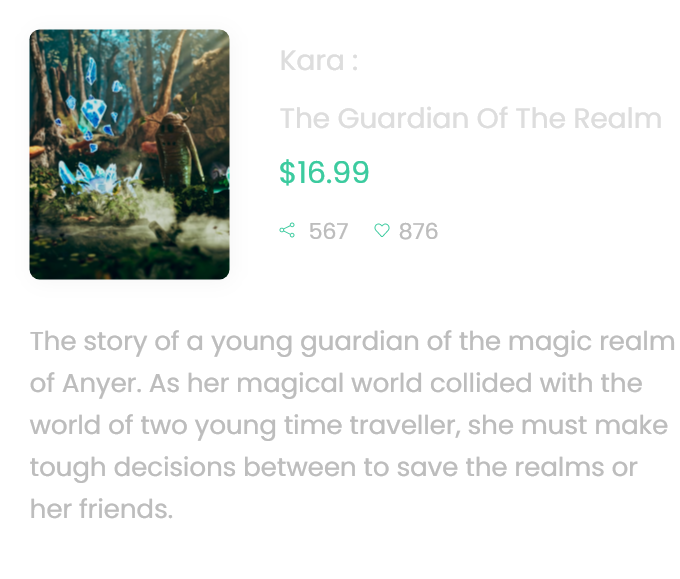 Kara :
The Guardian Of The Realm
$16.99
567 876
The story of a young guardian of the magic realm
of Anyer. As her magical world collided with the
world of two young time traveller, she must make
tough decisions between to save the realms or
her friends.